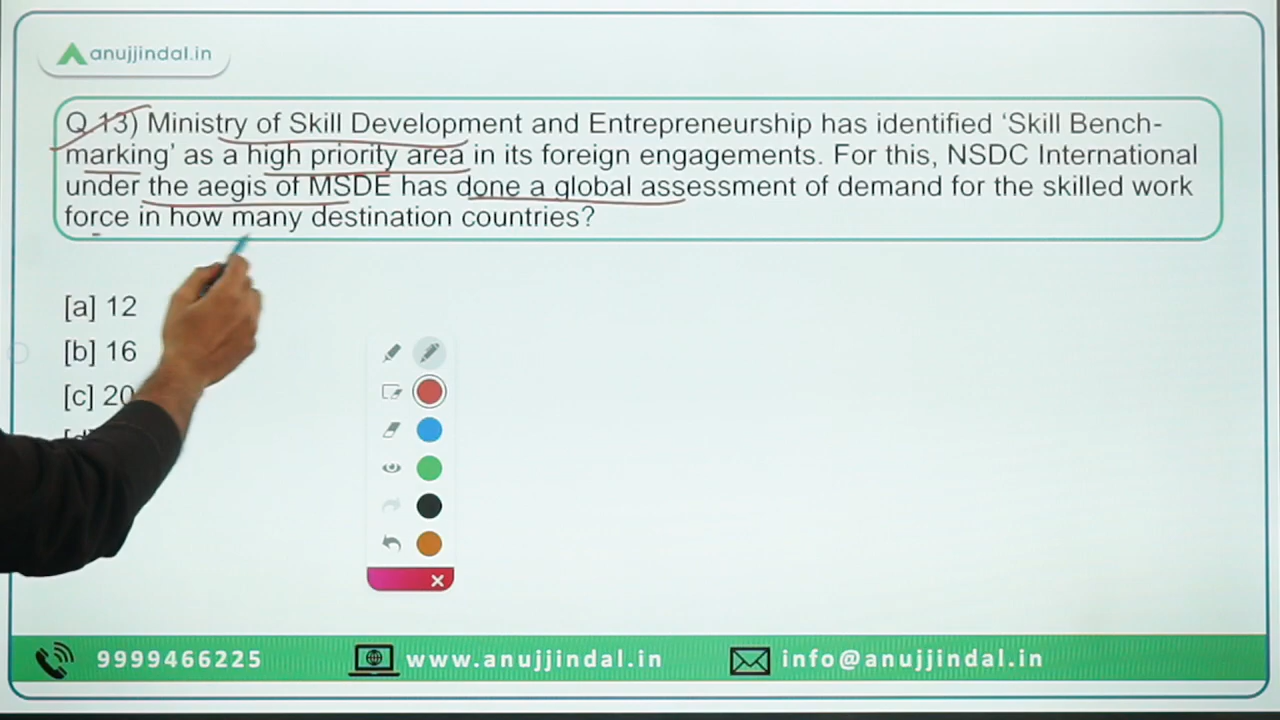 anujjindal.in
Q.13) Ministry of Skill Development and Entrepreneurship has identified ‘Skill Bench-
marking’ as a high priority area in its foreign engagements. For this, NSDC International
under the aegis of MSDE has done a global assessment of demand for the skilled work
force in how many destination countries?
[a] 12
[b] 16
[c] 20
9999466225
www.anujjindal.in
info@anujjindal.in